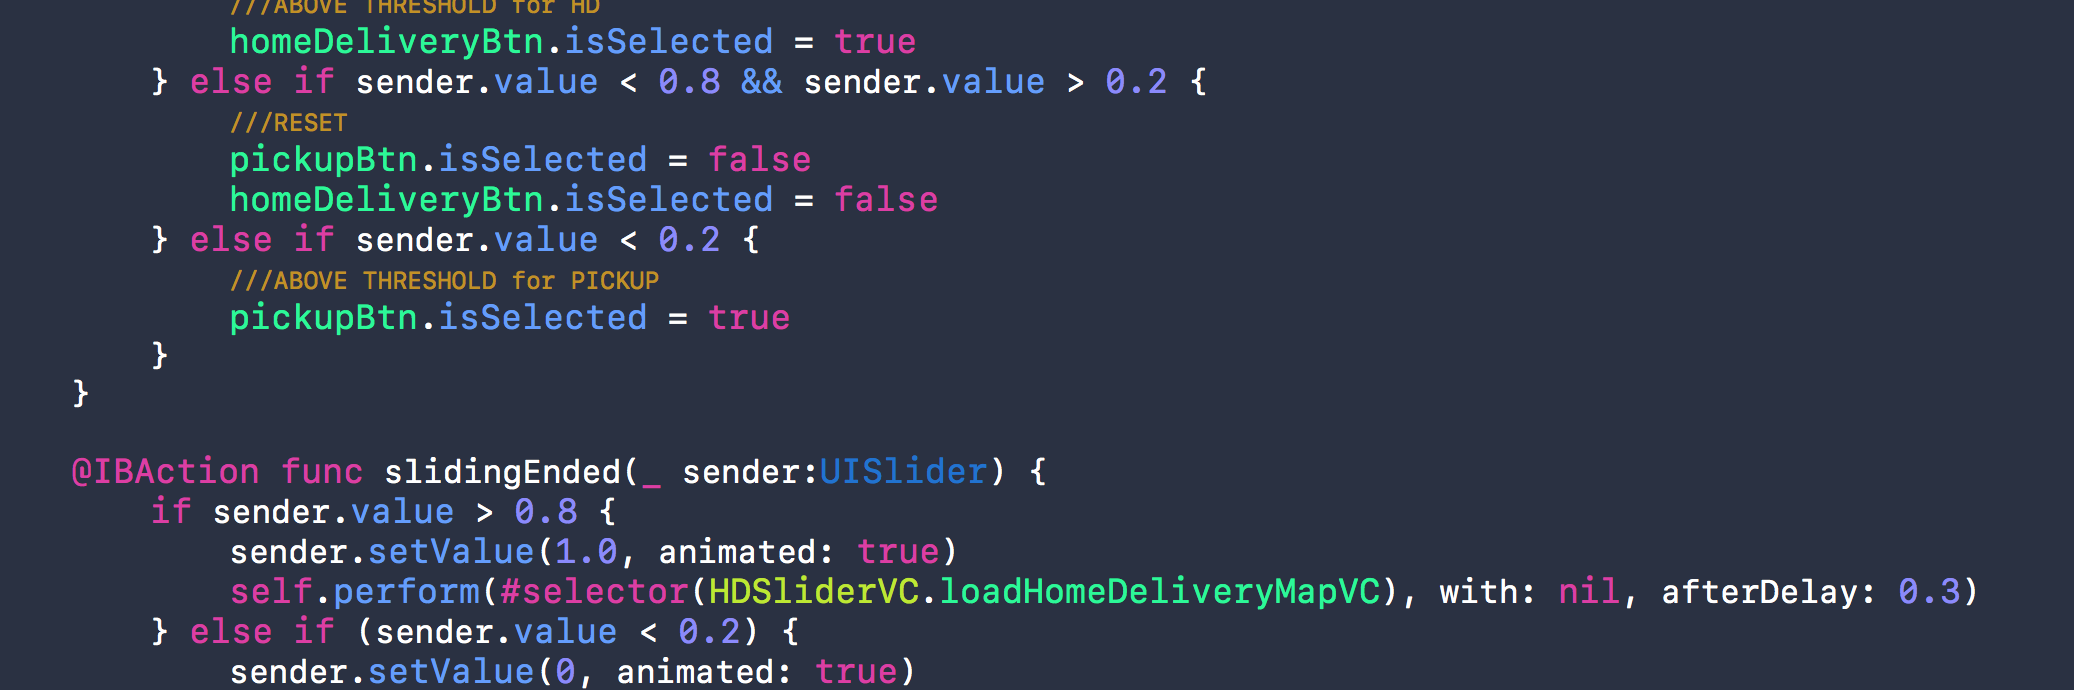 ///ABOVE THRESHOLD for HD
homeDeliveryBtn.isSelected = true
} else if sender.value < 0.8 && sender.value > 0.2 {
///RESET
pickupBtn.isSelected = false
homeDeliveryBtn.isSelected = false
} else if sender.value < 0.2 {
///ABOVE THRESHOLD for PICKUP
pickupBtn.isSelected = true
}
}
@IBAction func slidingEnded(_ sender:UISlider) {
if sender.value > 0.8 {
sender.setValue(1.0, animated: true)
self.perform(#selector(HDSliderVC.loadHomeDeliveryMapVC), with: nil, afterDelay: 0.3)
} else if (sender.value < 0.2) {
sender.setValue(0, animated: true)